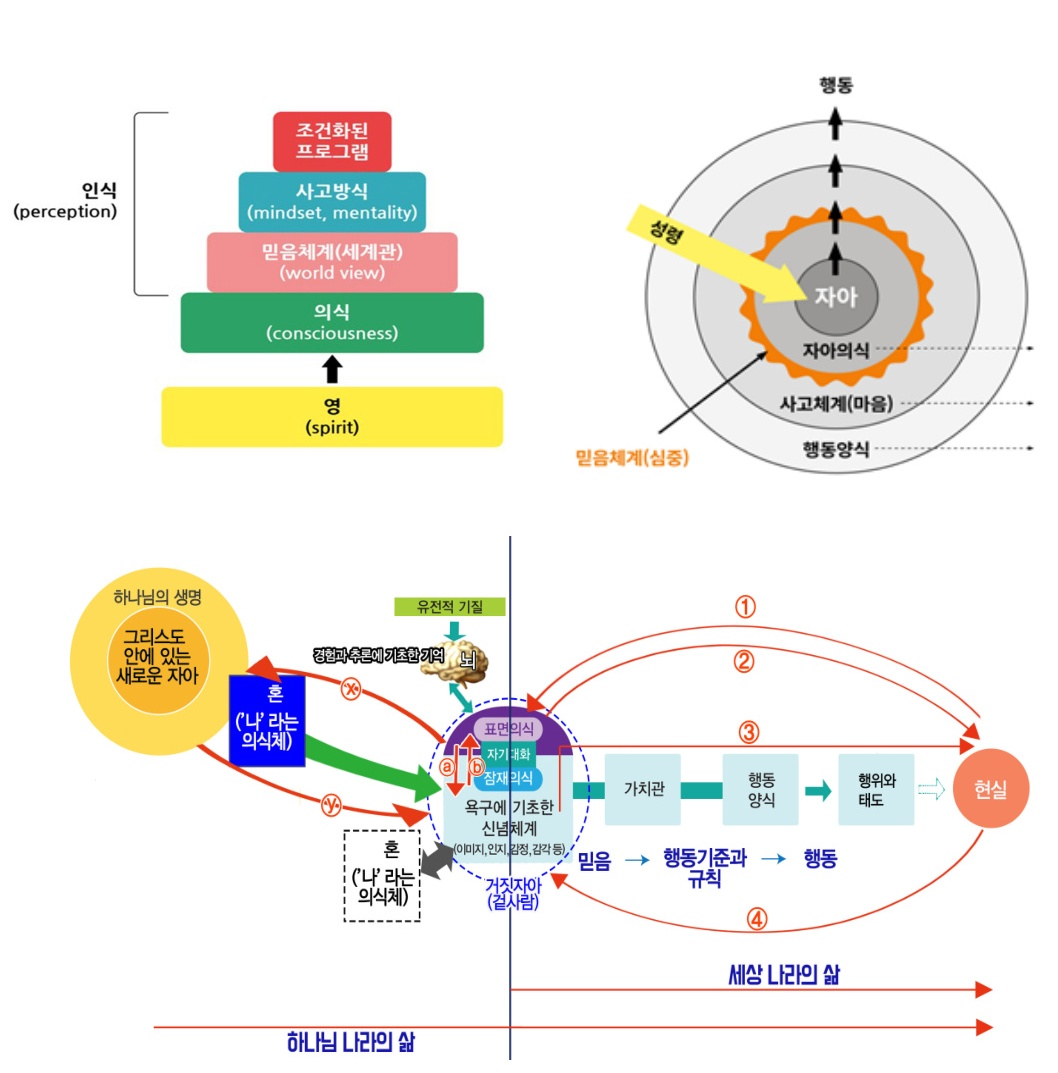 조건화된
프로그램
사고방식
(mindset, mentality)
인식
(perception)
믿음체계(세계관)
(world view)
의식
(consciousness)
영
(spirit)
행동
성령
자아
자아의식
사고체계(마음)
행동양식
믿음체계(심중)
하나님의 생명
그리스도
안에 있는
새로운 자아
혼
('나' 라는
의식체)
유전적 기질
경험과 추론에 기초한 기억
뇌
x
y
표면의식
자기대화
잠재의식
a
b
욕구에 기초한
신념체계
(이미지,인지,감정,감각 등)
거짓자아
(겉사람)
혼
('나' 라는
의식체)
①
②
③
④
가치관
행동
양식
행위와
태도
현실
믿음 → 행동기준과 → 행동
규칙
세상 나라의 삶
하나님 나라의 삶